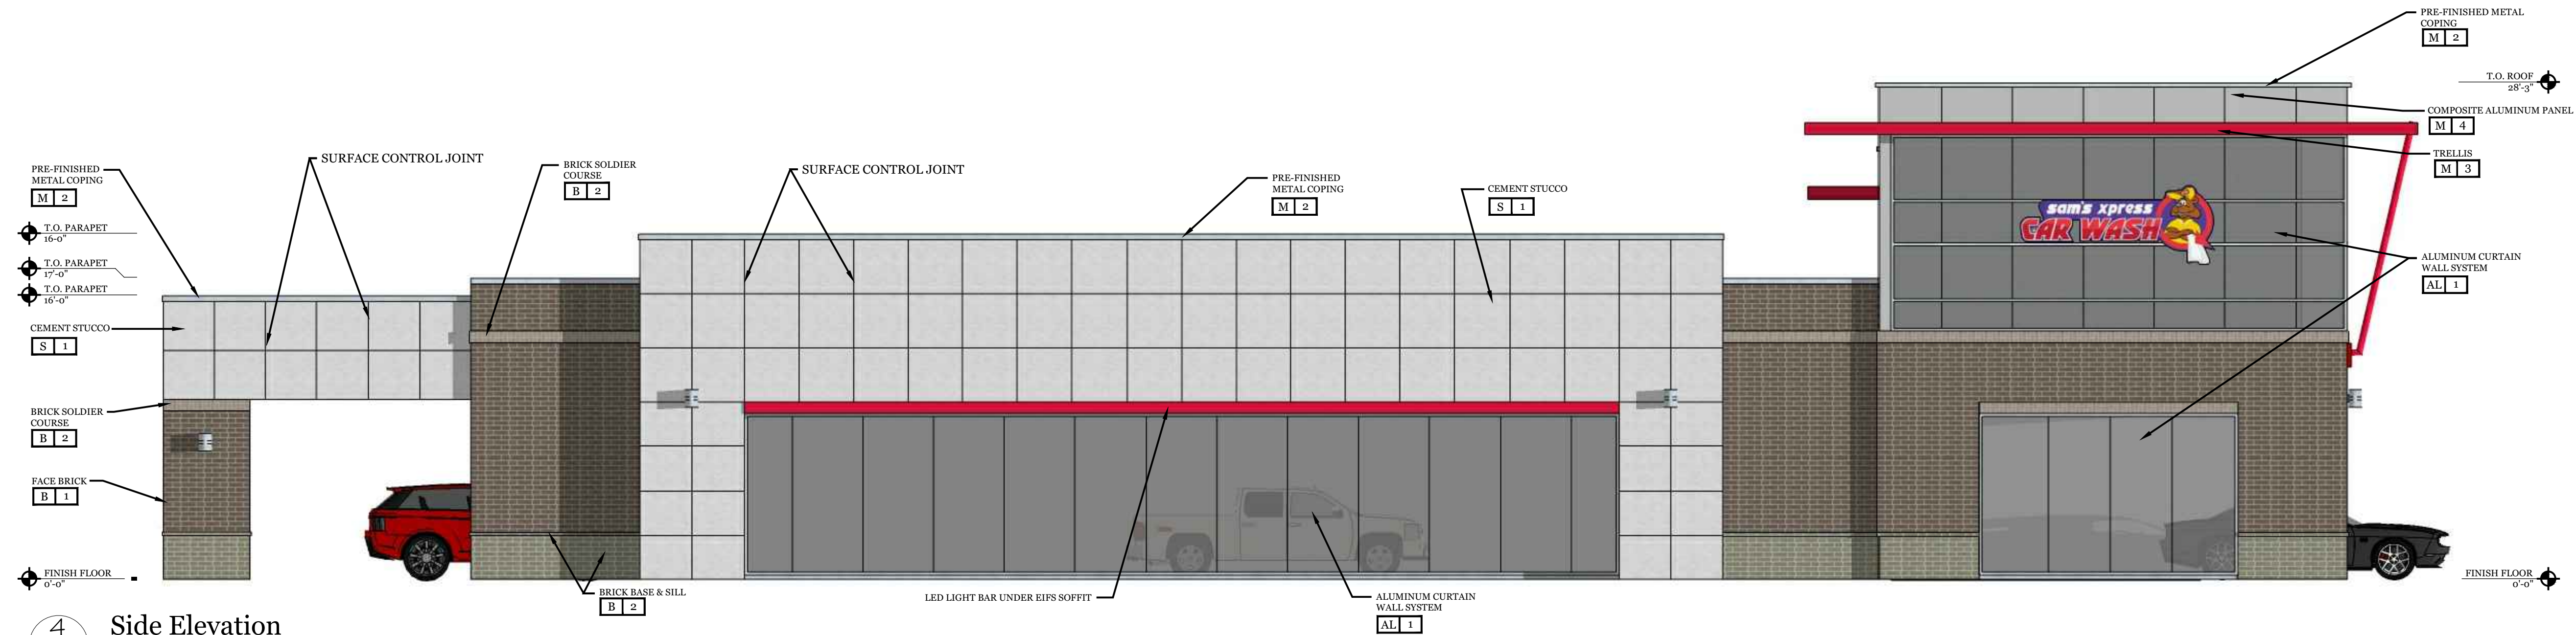 PRE-FINISHED METAL
COPING
M 2
T.O. ROOF
28'-3"
COMPOSITE ALUMINUM PANEL
M 4
TRELLIS
M 3
ALUMINUM CURTAIN
WALL SYSTEM
AL 1
FINISH FLOOR
0'-0"
PRE-FINISHED
METAL COPING
M 2
SURFACE CONTROL JOINT
BRICK SOLDIER
COURSE
B 2
SURFACE CONTROL JOINT
PRE-FINISHED
METAL COPING
M 2
CEMENT STUCCO
S 1
sam's xpress
CAR WASH
T.O. PARAPET
16-0"
T.O. PARAPET
17'-0"
T.O. PARAPET
16'-0"
CEMENT STUCCO
S 1
BRICK SOLDIER
COURSE
B 2
FACE BRICK
B 1
FINISH FLOOR
0'-0"
BRICK BASE & SILL
B 2
LED LIGHT BAR UNDER EIFS SOFFIT
ALUMINUM CURTAIN
WALL SYSTEM
AL 1
4
Side Elevation